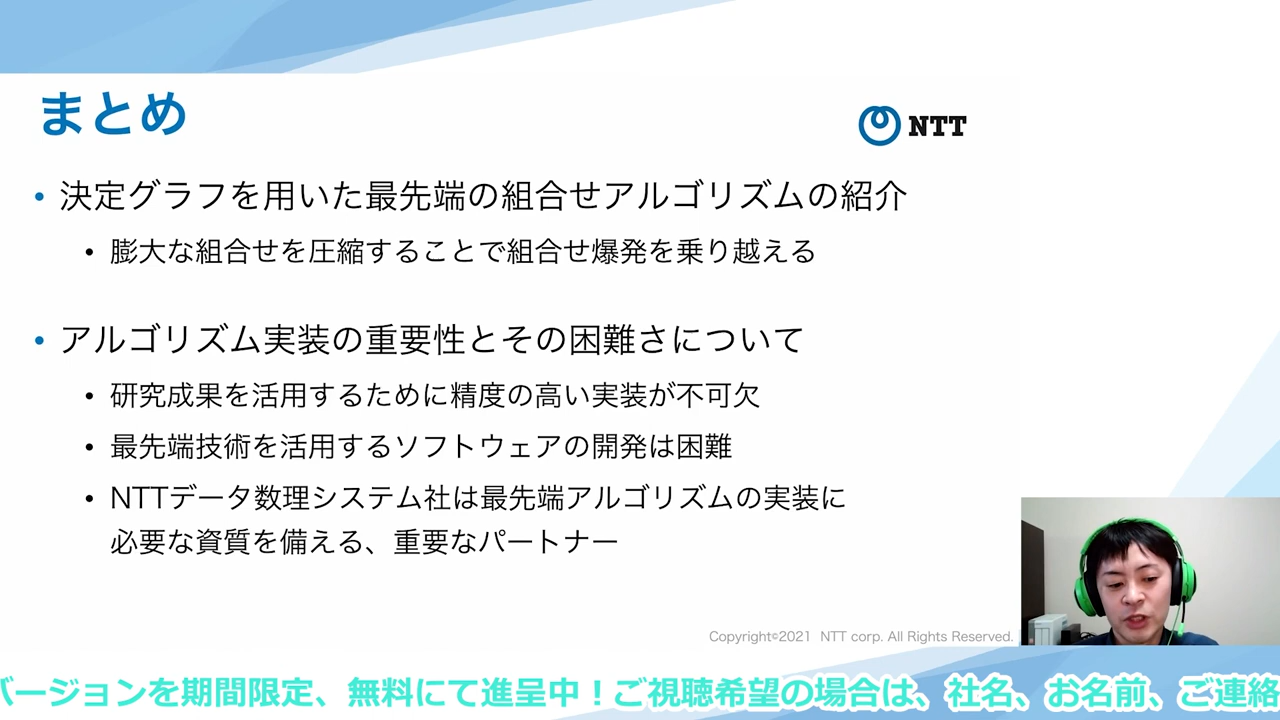 まとめ
NTT
• 決定グラフを用いた最先端の組合せアルゴリズムの紹介
• 膨大な組合せを圧縮することで組合せ爆発を乗り越える
• アルゴリズム実装の重要性とその困難さについて
• 研究成果を活用するために精度の高い実装が不可欠
• 最先端技術を活用するソフトウェアの開発は困難
• NTTデータ数理システム社は最先端アルゴリズムの実装に
必要な資質を備える、重要なパートナー
Copyright©2021 NTT corp. All Rights Reserved.
バージョンを期間限定、無料にて進呈中！ご視聴希望の場合は、社名、お名前、ご連絡